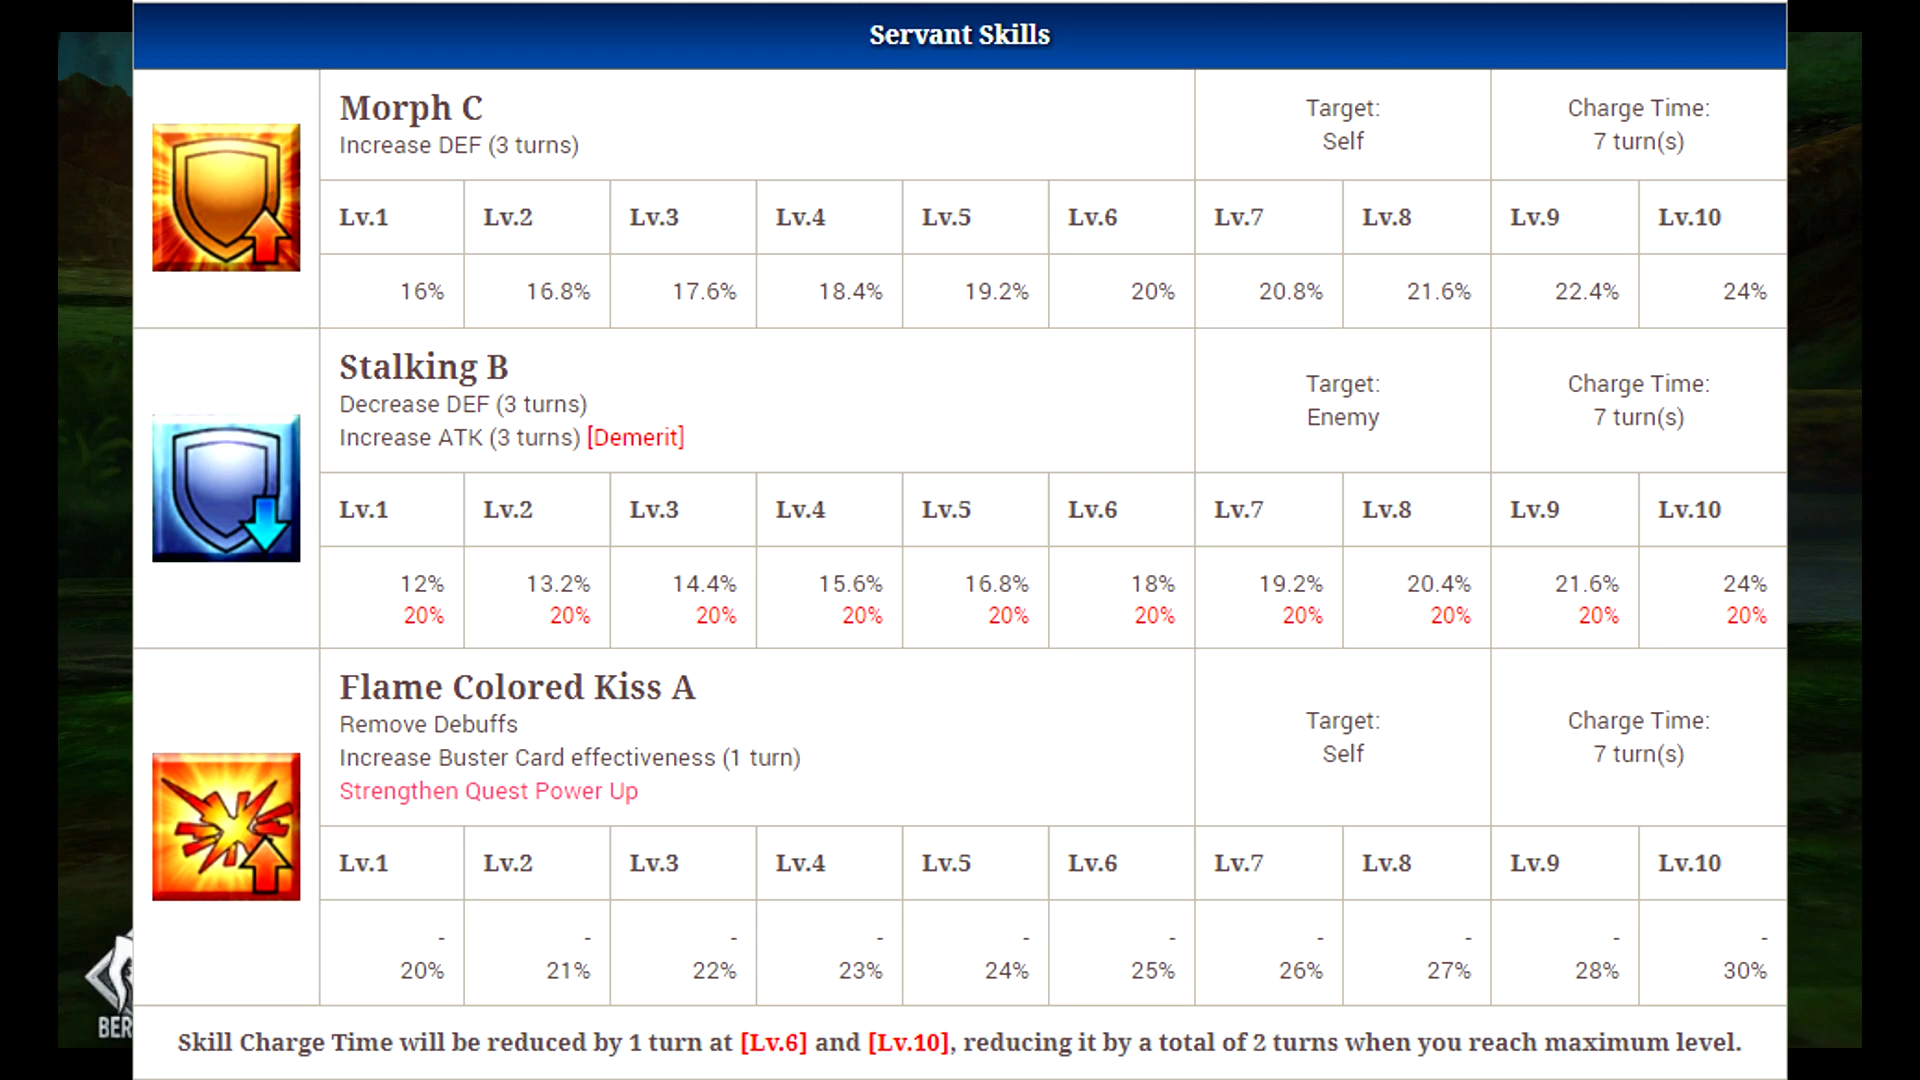 Servant Skills
Morph C
Increase DEF (3 turns)
Target:
Self
Charge Time:
7 turn(s)
Lv.1 Lv.2 Lv.3 Lv.4 Lv.5 Lv.6 Lv.7 Lv.8 Lv.9 Lv.10
16% 16.8% 17.6% 18.4% 19.2% 20% 20.8% 21.6% 22.4% 24%
Stalking B
Decrease DEF (3 turns)
Increase ATK (3 turns) [Demerit]
Target:
Enemy
Charge Time:
7 turn(s)
Lv.1 Lv.2 Lv.3 Lv.4 Lv.5 Lv.6 Lv.7 Lv.8 Lv.9 Lv.10
12% 13.2% 14.4% 15.6% 16.8% 18% 19.2% 20.4% 21.6% 24%
20% 20% 20% 20% 20% 20% 20% 20% 20% 20%
Flame Colored Kiss A
Remove Debuffs
Increase Buster Card effectiveness (1 turn)
Strengthen Quest Power Up
Target:
Self
Charge Time:
7 turn(s)
Lv.1 Lv.2 Lv.3 Lv.4 Lv.5 Lv.6 Lv.7 Lv.8 Lv.9 Lv.10
- - - - - - - - - -
20% 21% 22% 23% 24% 25% 26% 27% 28% 30%
BER
Skill Charge Time will be reduced by 1 turn at [Lv.6] and [Lv.10], reducing it by a total of 2 turns when you reach maximum level.